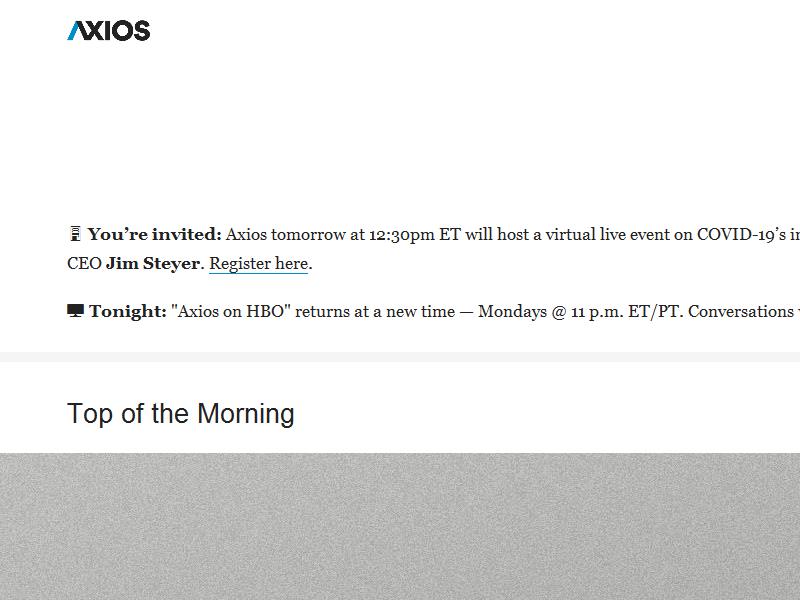 AXIOS
You're invited: Axios tomorrow at 12:30pm ET will host a virtual live event on COVID-19's
CEO Jim Steyer. Register here.
Tonight: "Axios on HBO" returns at a new time — Mondays @ 11 p.m. ET/PT. Conversations
Top of the Morning